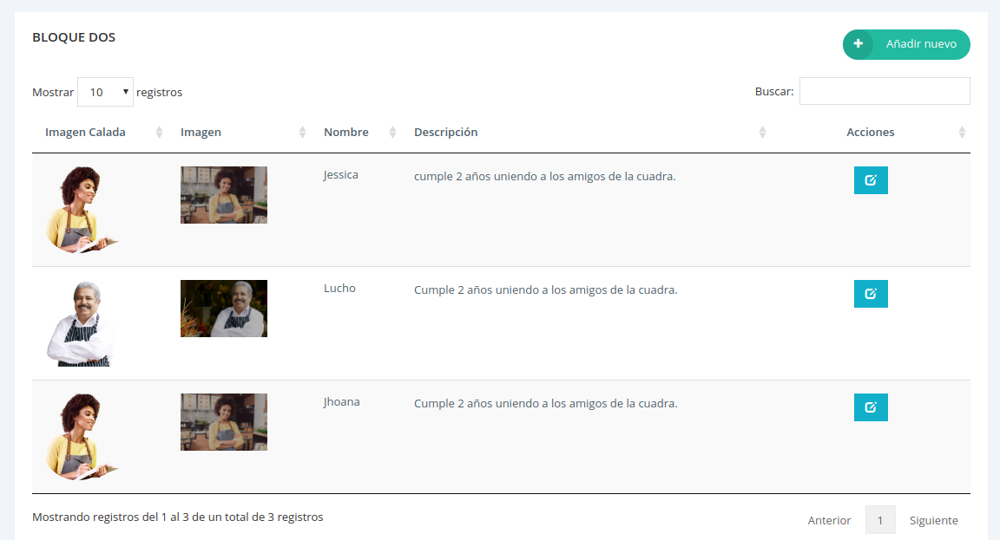 BLOQUE DOS
Añadir nuevo
Mostrar 10 registros
Buscar:
Imagen Calada Imagen Nombre Descripción Acciones
Jessica cumple 2 años uniendo a los amigos de la cuadra.
Lucho Cumple 2 años uniendo a los amigos de la cuadra.
Jhoana Cumple 2 años uniendo a los amigos de la cuadra.
Mostrando registros del 1 al 3 de un total de 3 registros
Anterior 1 Siguiente